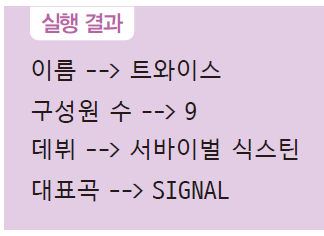 실행 결과
이름 --> 트와이스
구성원 수 --> 9
데뷔 --> 서바이벌 식스틴
대표곡 --> SIGNAL